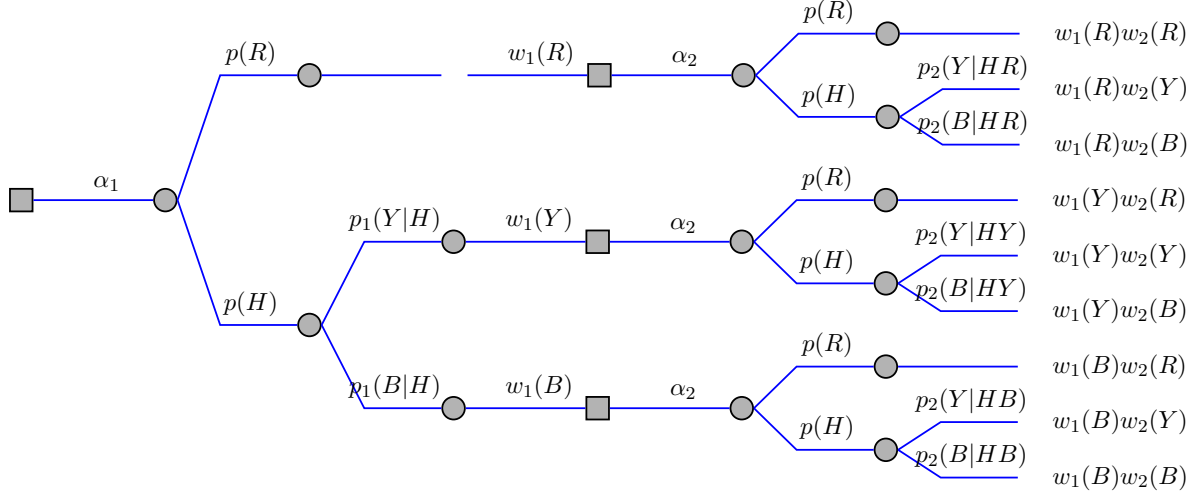 p(R)
p(R) w₁(R) α₂ w₁(R)w₂(R)
p₂(Y|HR)
p(H) w₁(R)w₂(Y)
p₂(B|HR)
w₁(R)w₂(B)
α₁
p(R) w₁(Y)w₂(R)
p₁(Y|H) w₁(Y) α₂
p₂(Y|HY)
p(H) w₁(Y)w₂(Y)
p₂(B|HY)
p(H) w₁(Y)w₂(B)
p(R) w₁(B)w₂(R)
p₁(B|H) w₁(B) α₂
p₂(Y|HB)
p(H) w₁(B)w₂(Y)
p₂(B|HB)
w₁(B)w₂(B)